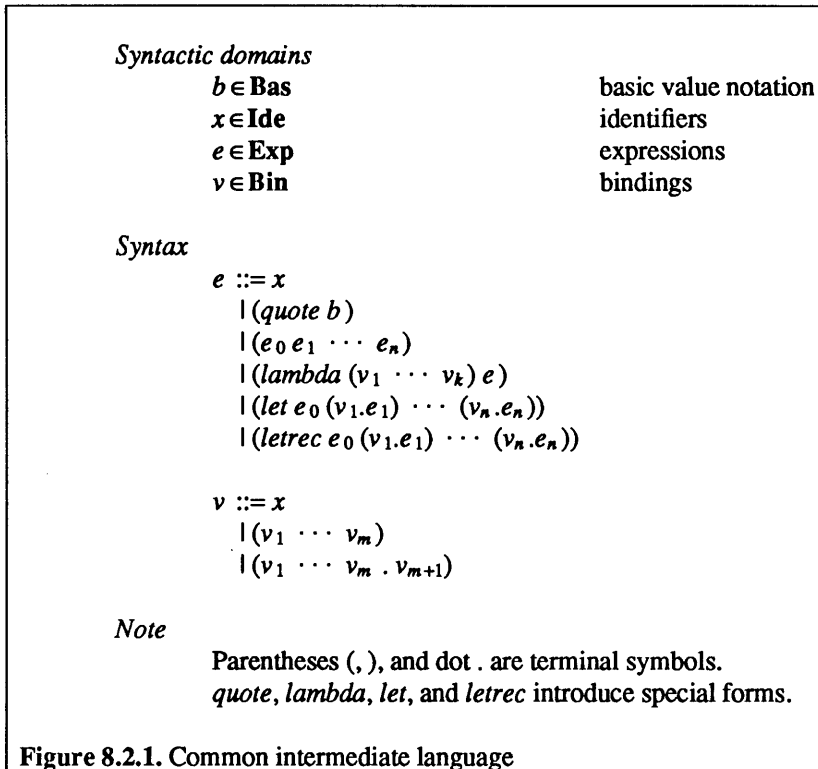 Syntactic domains
b ∈ Bas basic value notation
x ∈ Ide identifiers
e ∈ Exp expressions
v ∈ Bin bindings
Syntax
e ::= x
| (quote b)
| (e₀ e₁ ⋯ eₙ)
| (lambda (v₁ ⋯ vₖ) e)
| (let e₀ (v₁.e₁) ⋯ (vₙ.eₙ))
| (letrec e₀ (v₁.e₁) ⋯ (vₙ.eₙ))
v ::= x
| (v₁ ⋯ vₘ)
| (v₁ ⋯ vₘ . vₘ₊₁)
Note
Parentheses (, ), and dot . are terminal symbols.
quote, lambda, let, and letrec introduce special forms.
Figure 8.2.1. Common intermediate language